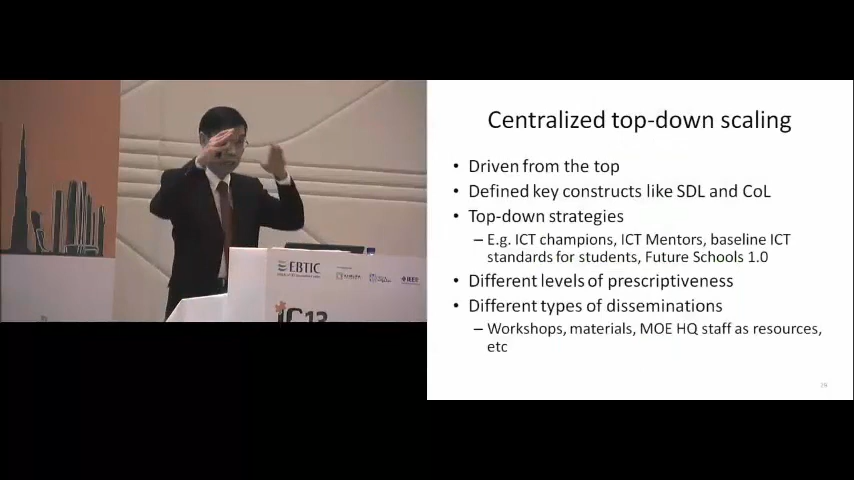 EBTIC
iC13
Centralized top-down scaling
• Driven from the top
• Defined key constructs like SDL and CoL
• Top-down strategies
– E.g. ICT champions, ICT Mentors, baseline ICT
standards for students, Future Schools 1.0
• Different levels of prescriptiveness
• Different types of disseminations
– Workshops, materials, MOE HQ staff as resources,
etc